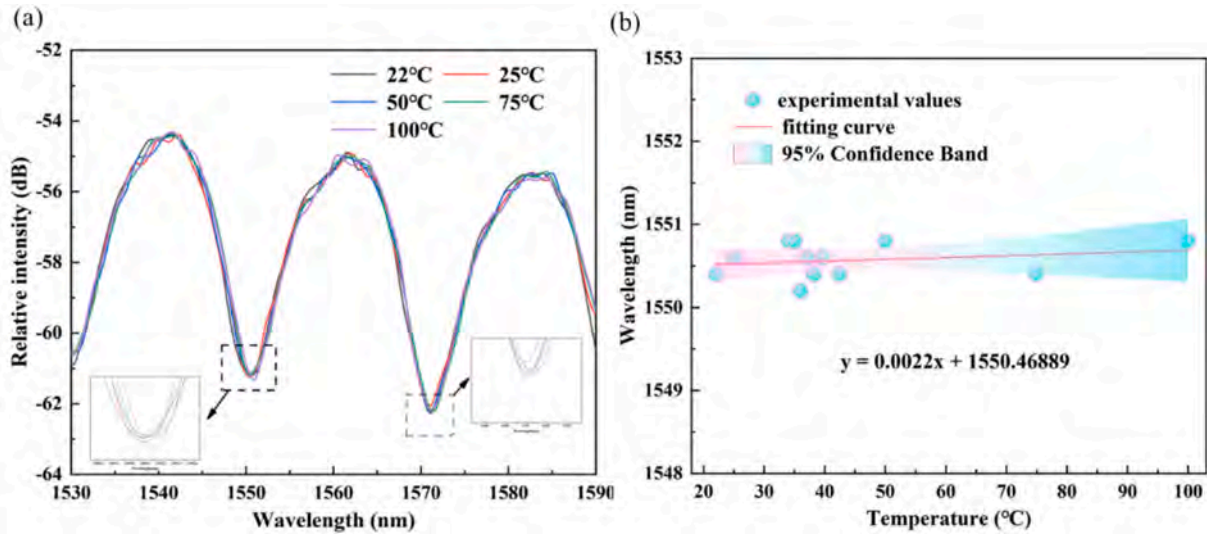 (a)
-52
-54
-56
-58
-60
-62
-64
Relative intensity (dB)
22°C 25°C
50°C 75°C
100°C
1530 1540 1550 1560 1570 1580 1590
Wavelength (nm)
(b)
1553
1552
1551
1550
1549
1548
Wavelength (nm)
experimental values
fitting curve
95% Confidence Band
y = 0.0022x + 1550.46889
20 30 40 50 60 70 80 90 100
Temperature (°C)